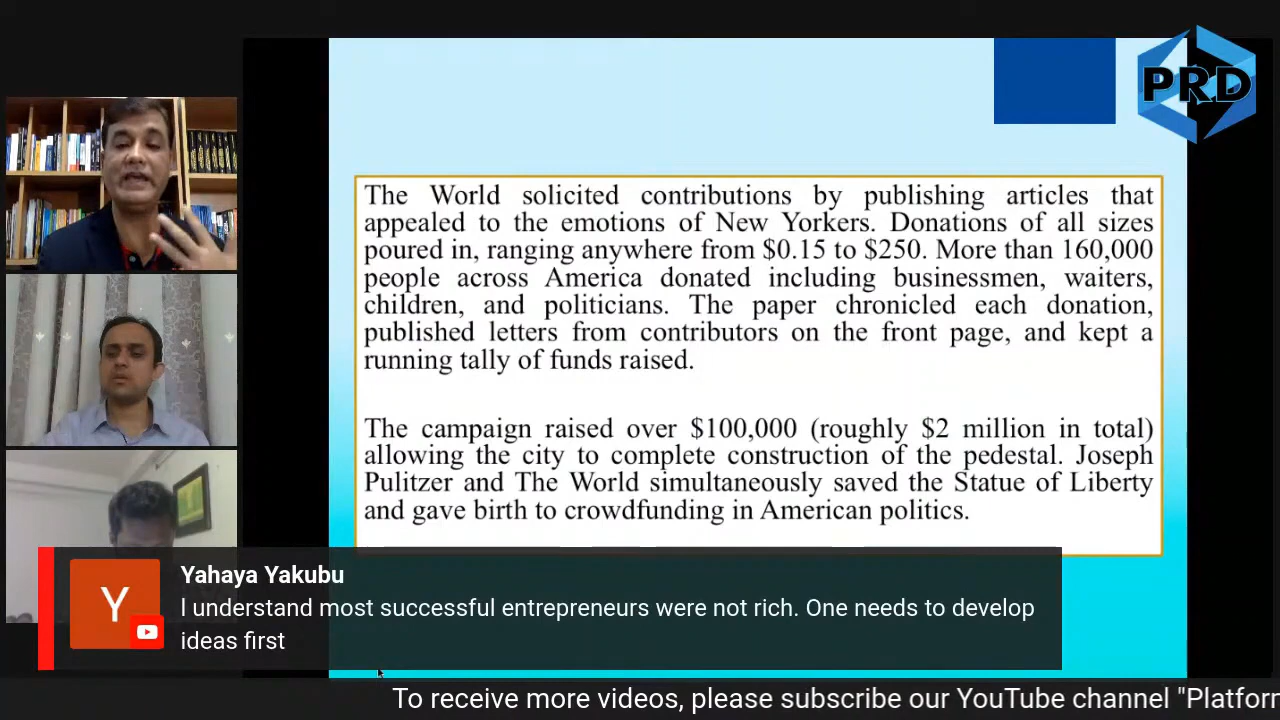 PRD
The World solicited contributions by publishing articles that
appealed to the emotions of New Yorkers. Donations of all sizes
poured in, ranging anywhere from $0.15 to $250. More than 160,000
people across America donated including businessmen, waiters,
children, and politicians. The paper chronicled each donation,
published letters from contributors on the front page, and kept a
running tally of funds raised.
The campaign raised over $100,000 (roughly $2 million in total)
allowing the city to complete construction of the pedestal. Joseph
Pulitzer and The World simultaneously saved the Statue of Liberty
and gave birth to crowdfunding in American politics.
Y
Yahaya Yakubu
I understand most successful entrepreneurs were not rich. One needs to develop
ideas first
To receive more videos, please subscribe our YouTube channel "Platforn